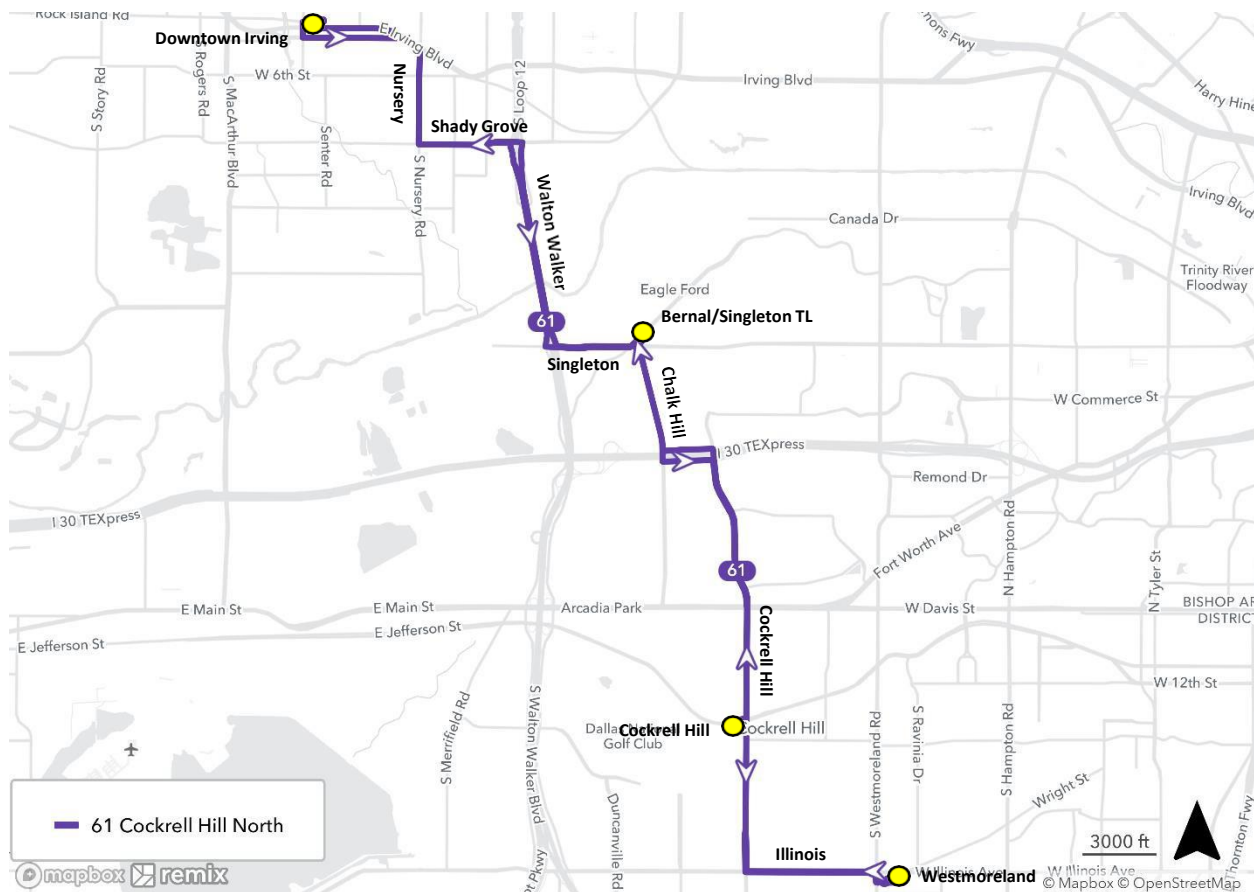 Rock Island Rd
Downtown Irving
E Irving Blvd
S Rogers Rd
S MacArthur Blvd
W 6th St
S Story Rd
Nursery
S Loop 12
Irving Blvd
Harry Hine
Shady Grove
Senter Rd
S Nursery Rd
Walton Walker
Irving Blvd
Canada Dr
Trinity River
Floodway
Eagle Ford
Bernal/Singleton TL
61
Singleton
Chalk Hill
W Commerce St
I 30 TEXpress
Remond Dr
I 30 TEXpress
N Hampton Rd
Fort Worth Ave
N Tyler St
61
E Main St
E Main St
Arcadia Park
W Davis St
BISHOP AR
DISTRIC
E Jefferson St
E Jefferson St
Cockrell Hill
W 12th St
S Merrifield Rd
S Walton Walker Blvd
Cockrell Hill
Cockrell Hill
Golf Club
S Westmoreland Rd
S Ravinia Dr
S Hampton Rd
Wright St
Duncanville Rd
61 Cockrell Hill North
3000 ft
Thornton Fwy
Illinois
Westmoreland
W Illinois Ave
mapbox remix
© Mapbox © OpenStreetMap